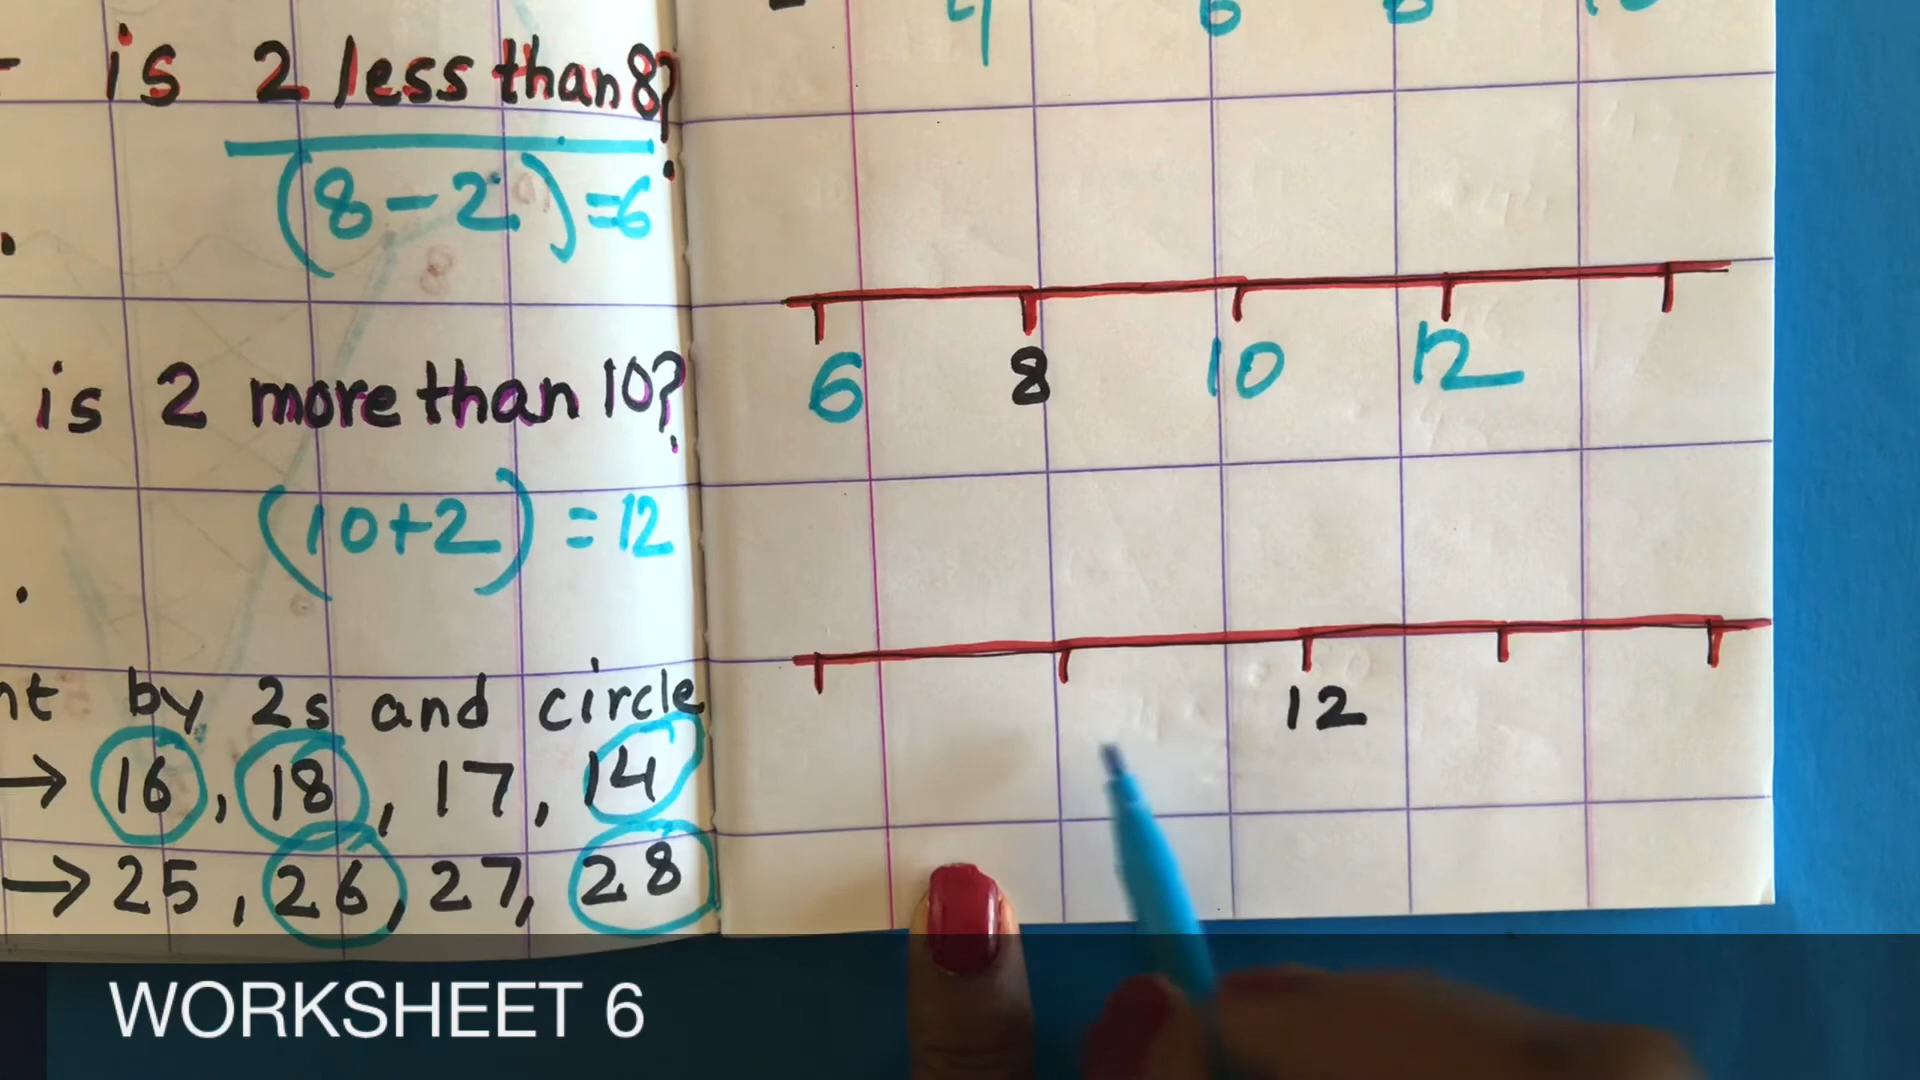 is 2 less than 8?
(8-2)=6
is 2 more than 10?
(10+2) = 12
by 2s and circle
→ 16, 18, 17, 14
→ 25, 26, 27, 28
6 8 10 12
12
WORKSHEET 6